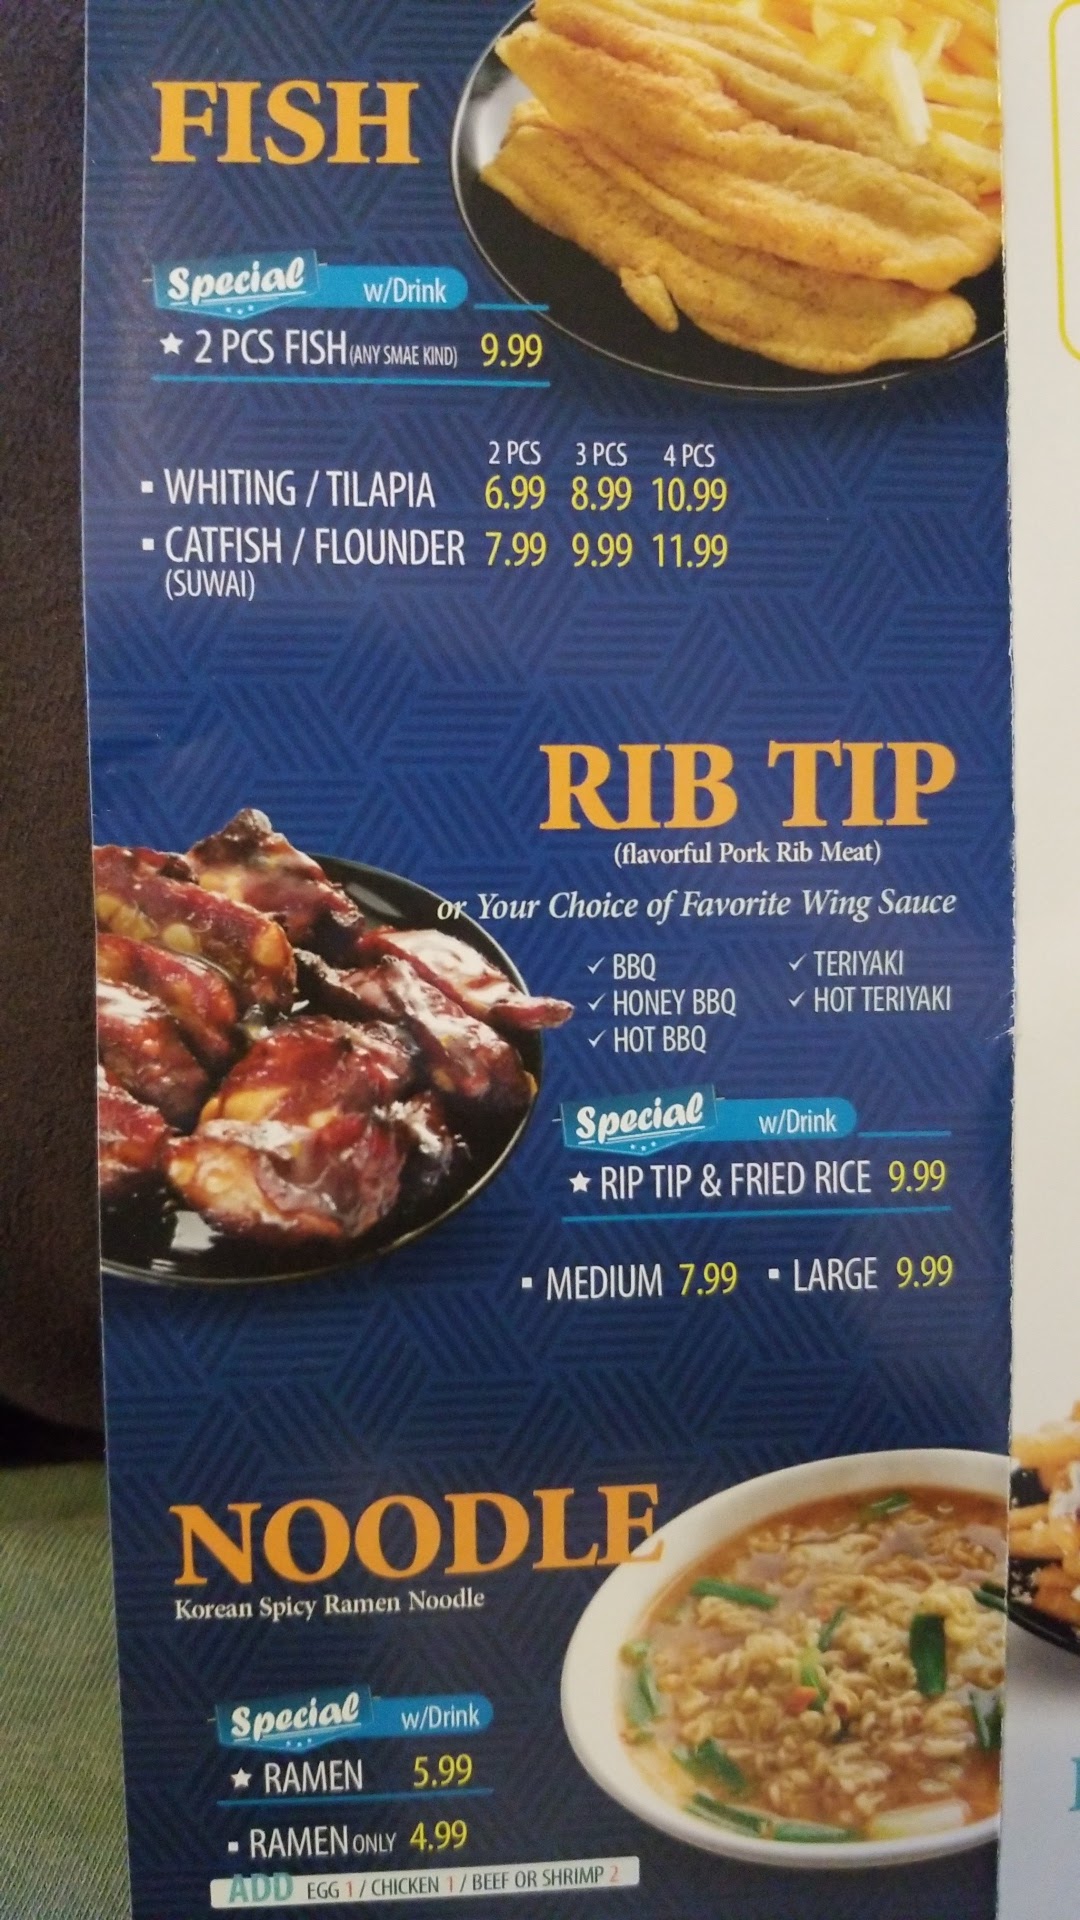 FISH
Special w/Drink
★ 2 PCS FISH (ANY SMAE KIND) 9.99
2 PCS 3 PCS 4 PCS
▪ WHITING / TILAPIA 6.99 8.99 10.99
▪ CATFISH / FLOUNDER 7.99 9.99 11.99
(SUWAI)
RIB TIP
(flavorful Pork Rib Meat)
or Your Choice of Favorite Wing Sauce
✓ BBQ ✓ TERIYAKI
✓ HONEY BBQ ✓ HOT TERIYAKI
✓ HOT BBQ
Special w/Drink
★ RIP TIP & FRIED RICE 9.99
▪ MEDIUM 7.99 ▪ LARGE 9.99
NOODLE
Korean Spicy Ramen Noodle
Special w/Drink
★ RAMEN 5.99
▪ RAMEN ONLY 4.99
ADD EGG 1 / CHICKEN 1 / BEEF OR SHRIMP 2